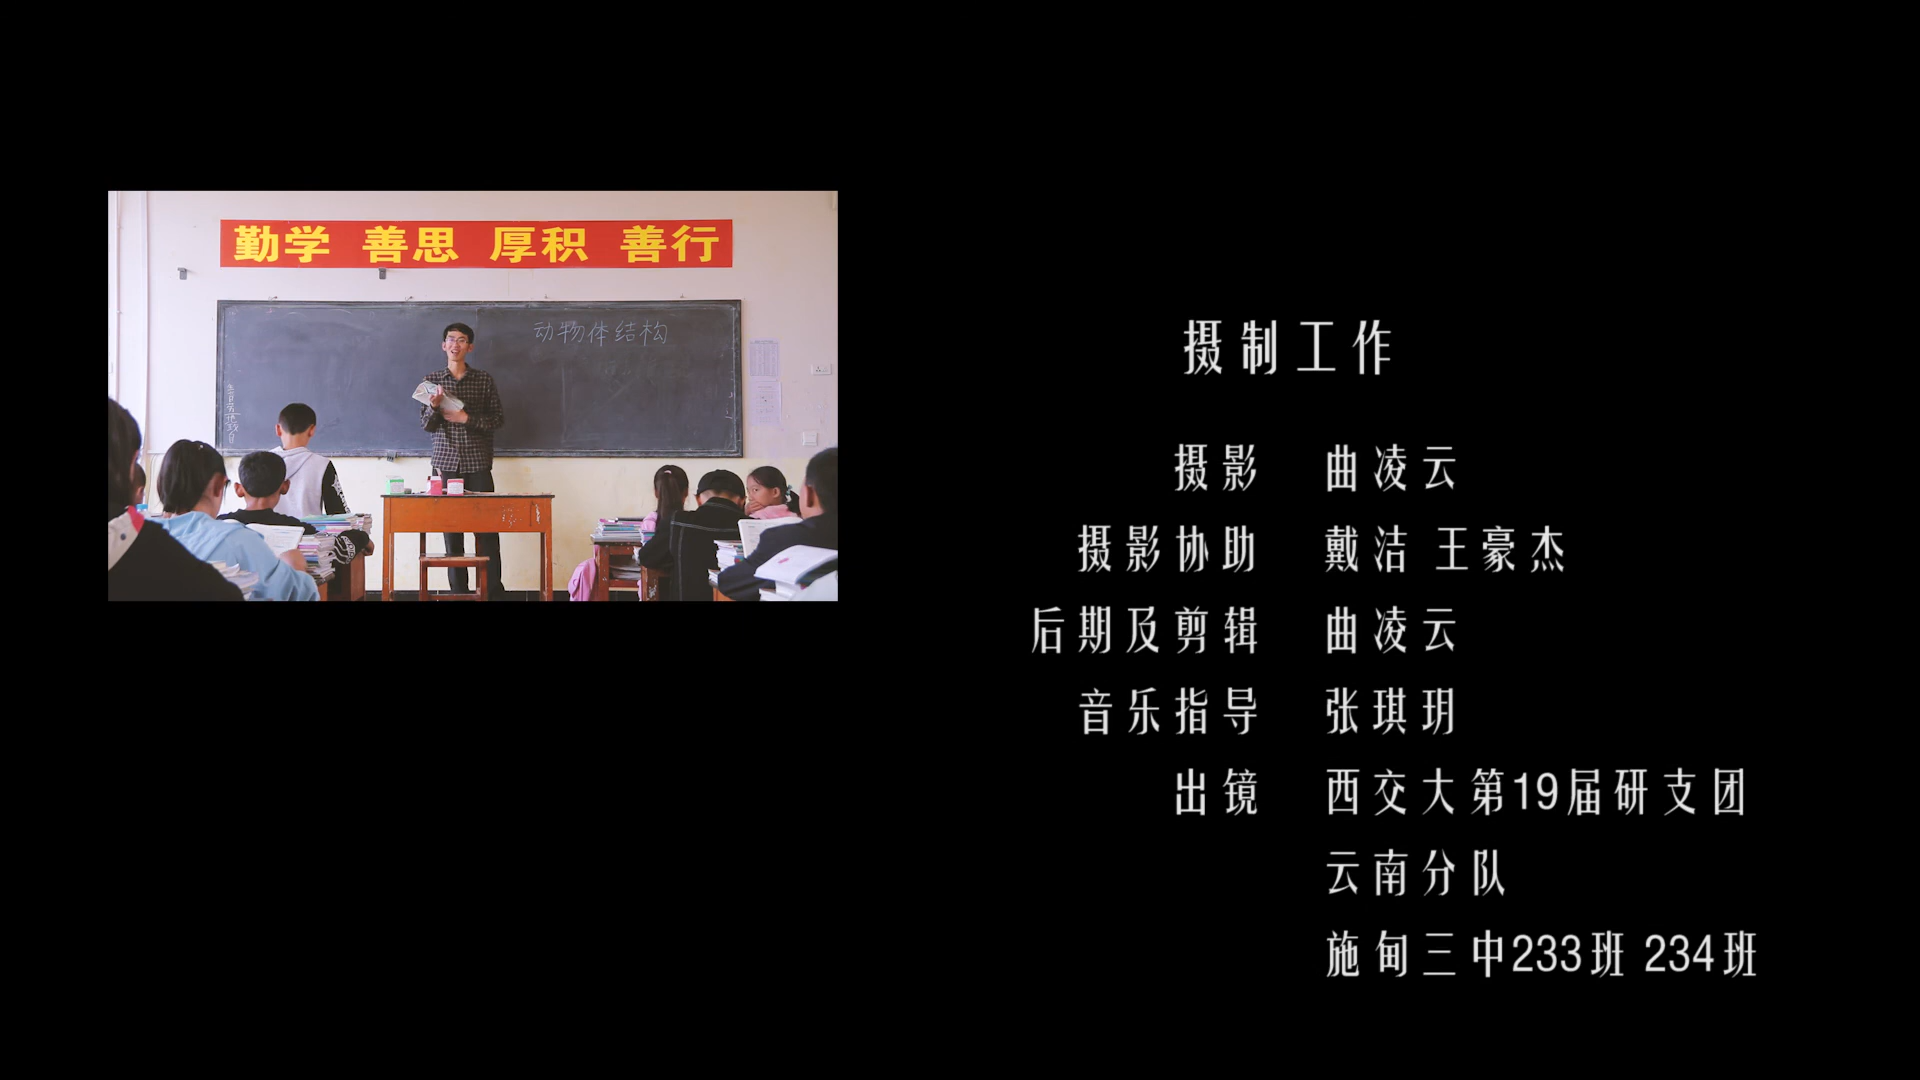 勤学 善思 厚积 善行
动物体结构
摄制工作
摄影 曲凌云
摄影协助 戴洁 王豪杰
后期及剪辑 曲凌云
音乐指导 张琪玥
出镜 西交大第19届研支团
云南分队
施甸三中233班 234班